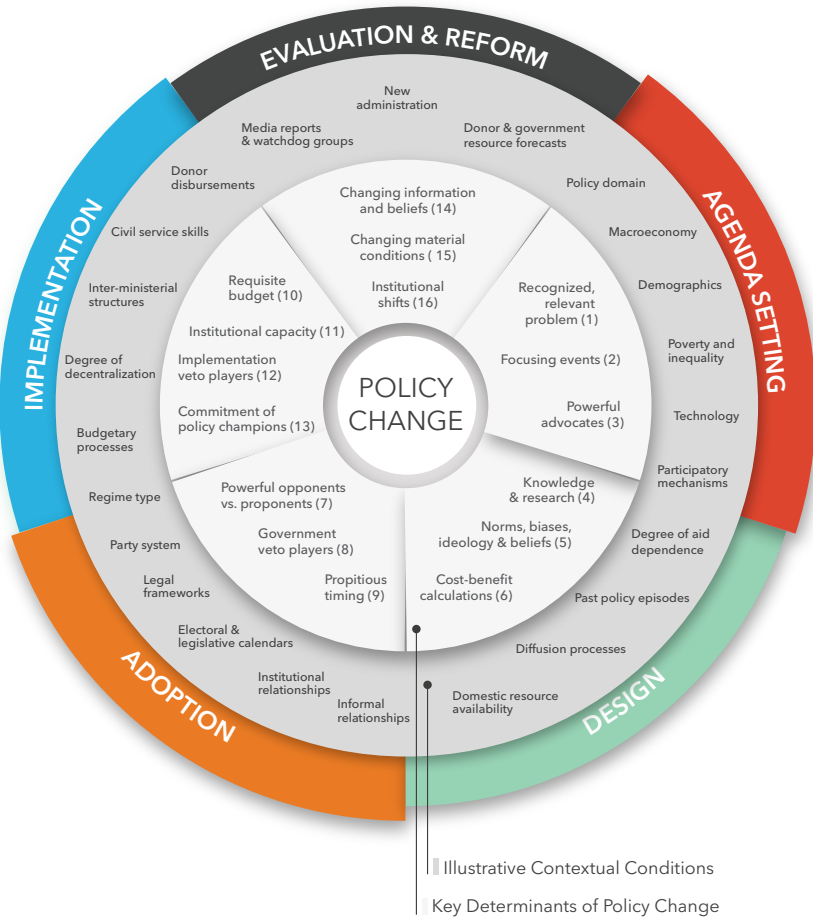 EVALUATION & REFORM
AGENDA SETTING
DESIGN
ADOPTION
IMPLEMENTATION
New
administration
Donor & government
resource forecasts
Policy domain
Macroeconomy
Demographics
Poverty and
inequality
Technology
Participatory
mechanisms
Degree of aid
dependence
Past policy episodes
Diffusion processes
Domestic resource
availability
Informal
relationships
Institutional
relationships
Electoral &
legislative calendars
Legal
frameworks
Party system
Regime type
Budgetary
processes
Degree of
decentralization
Inter-ministerial
structures
Civil service skills
Donor
disbursements
Media reports
& watchdog groups
Changing information
and beliefs (14)
Changing material
conditions ( 15)
Institutional
shifts (16)
Recognized,
relevant
problem (1)
Focusing events (2)
Powerful
advocates (3)
Knowledge
& research (4)
Norms, biases,
ideology & beliefs (5)
Cost-benefit
calculations (6)
Powerful opponents
vs. proponents (7)
Government
veto players (8)
Propitious
timing (9)
Requisite
budget (10)
Institutional capacity (11)
Implementation
veto players (12)
Commitment of
policy champions (13)
POLICY
CHANGE
Illustrative Contextual Conditions
Key Determinants of Policy Change